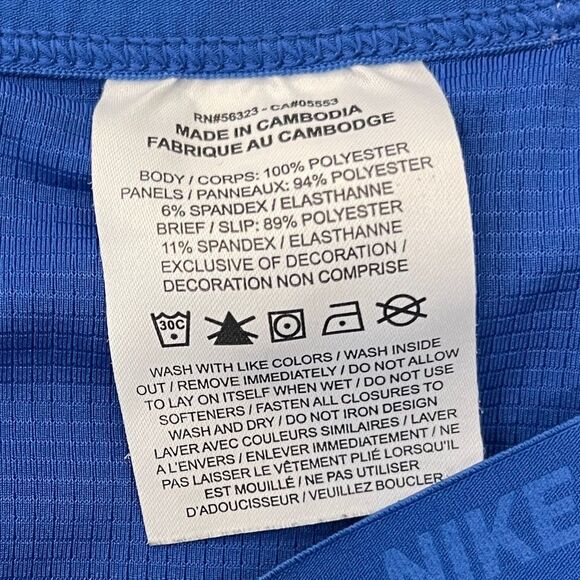 RN#56323 - CA#05553
MADE IN CAMBODIA
FABRIQUE AU CAMBODGE
BODY / CORPS: 100% POLYESTER
PANELS / PANNEAUX: 94% POLYESTER
6% SPANDEX / ELASTHANNE
BRIEF / SLIP: 89% POLYESTER
11% SPANDEX / ELASTHANNE
EXCLUSIVE OF DECORATION /
DECORATION NON COMPRISE
30C
WASH WITH LIKE COLORS / WASH INSIDE
OUT / REMOVE IMMEDIATELY / DO NOT ALLOW
TO LAY ON ITSELF WHEN WET / DO NOT USE
SOFTENERS / FASTEN ALL CLOSURES TO
WASH AND DRY / DO NOT IRON DESIGN
LAVER AVEC COULEURS SIMILAIRES / LAVER
A L'ENVERS / ENLEVER IMMEDIATEMENT / NE
PAS LAISSER LE VÊTEMENT PLIÉ LORSQU'IL
EST MOUILLÉ / NE PAS UTILISER
D'ADOUCISSEUR / VEUILLEZ BOUCLER
NIKE